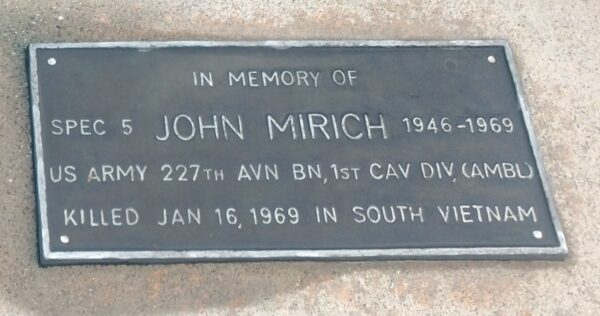 IN MEMORY OF
SPEC 5 JOHN MIRICH 1946-1969
US ARMY 227TH AVN BN, 1ST CAV DIV, (AMBL)
KILLED JAN 16, 1969 IN SOUTH VIETNAM